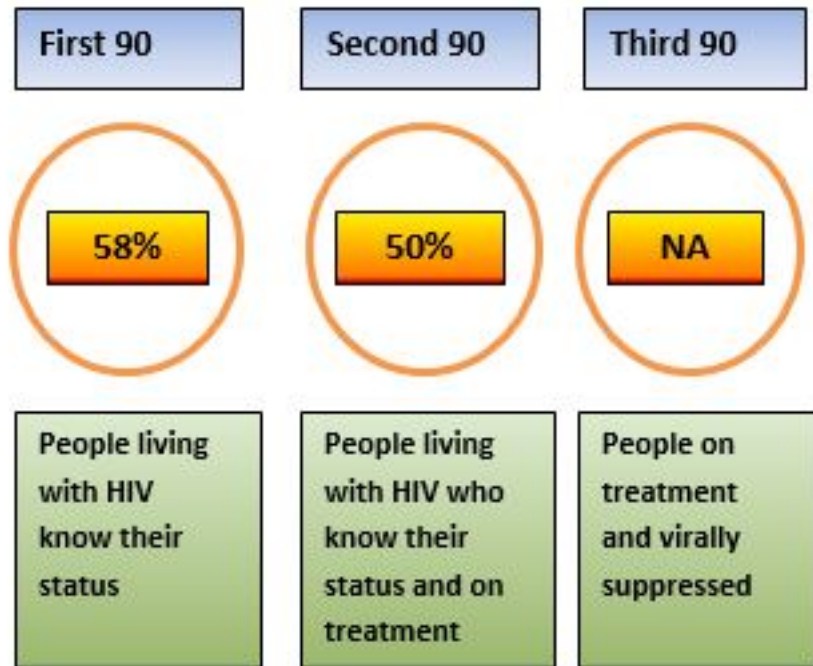 First 90
Second 90
Third 90
58%
50%
NA
People living
with HIV
know their
status
People living
with HIV who
know their
status and on
treatment
People on
treatment
and virally
suppressed